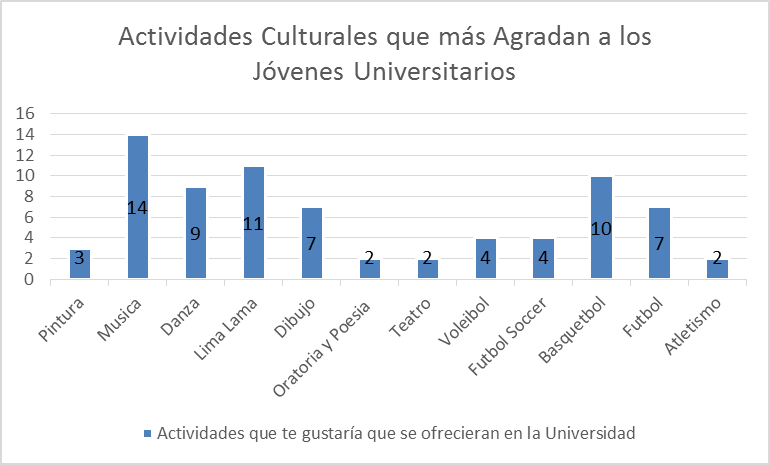 Actividades Culturales que más Agradan a los
Jóvenes Universitarios
16
14
12
10
8
6
4
2
0
3
14
9
11
7
2
2
4
4
10
7
2
Pintura
Musica
Danza
Lima Lama
Dibujo
Oratoria y Poesia
Teatro
Voleibol
Futbol Soccer
Basquetbol
Futbol
Atletismo
Actividades que te gustaría que se ofrecieran en la Universidad